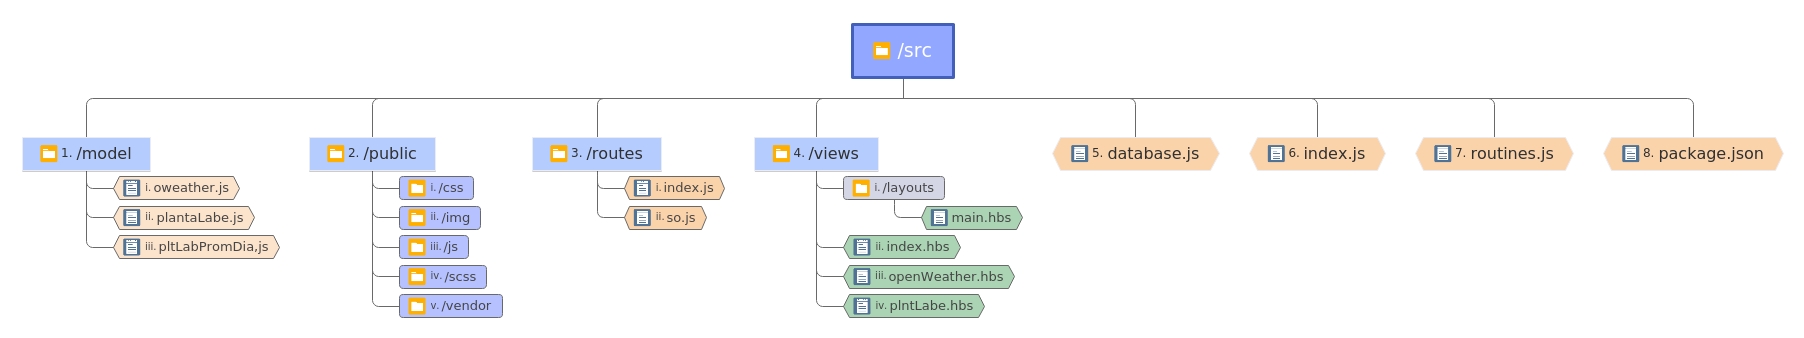 /src
1. /model
i. oweather.js
ii. plantaLabe.js
iii. pltLabPromDia,js
2. /public
i. /css
ii. /img
iii. /js
iv. /scss
v. /vendor
3. /routes
i. index.js
ii. so.js
4. /views
i. /layouts
main.hbs
ii. index.hbs
iii. openWeather.hbs
iv. plntLabe.hbs
5. database.js
6. index.js
7. routines.js
8. package.json